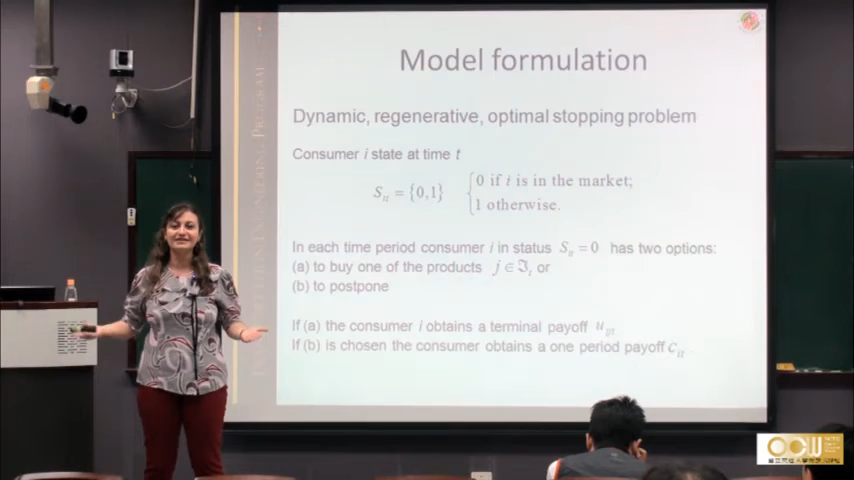 Model formulation
Dynamic, regenerative, optimal stopping problem
Consumer i state at time t
S_it = {0,1} { 0 if i is in the market;
1 otherwise.
In each time period consumer i in status S_it = 0 has two options:
(a) to buy one of the products j ∈ ℑ_t or
(b) to postpone
If (a) the consumer i obtains a terminal payoff u_ijt
If (b) is chosen the consumer obtains a one period payoff c_it
OCW